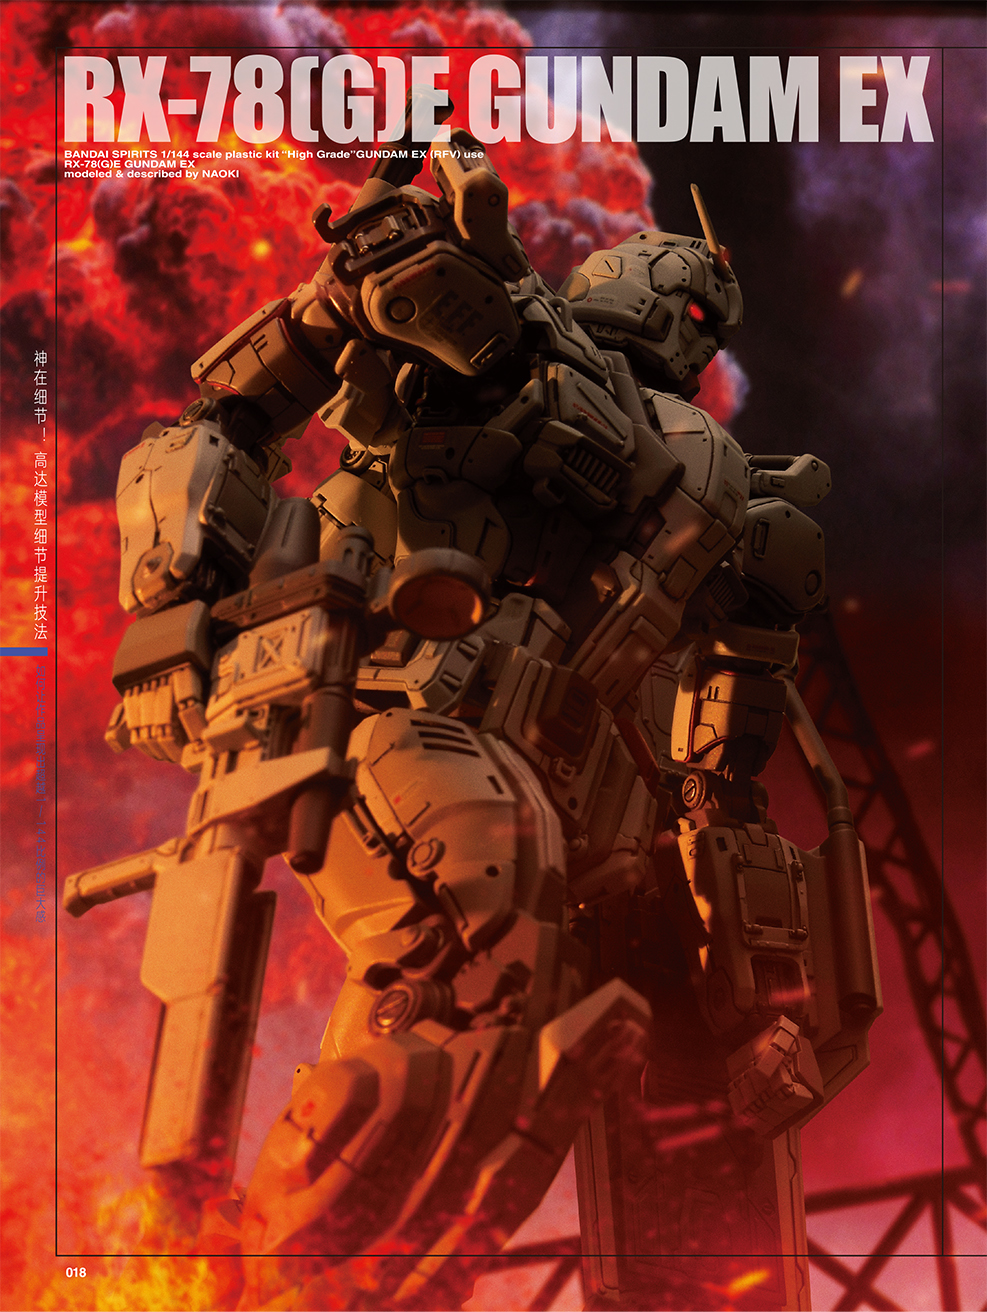 RX-78(G)E GUNDAM EX
BANDAI SPIRITS 1/144 scale plastic kit "High Grade"GUNDAM EX (RFV) use
RX-78(G)E GUNDAM EX
modeled & described by NAOKI
神在细节！高达模型细节提升技法
018